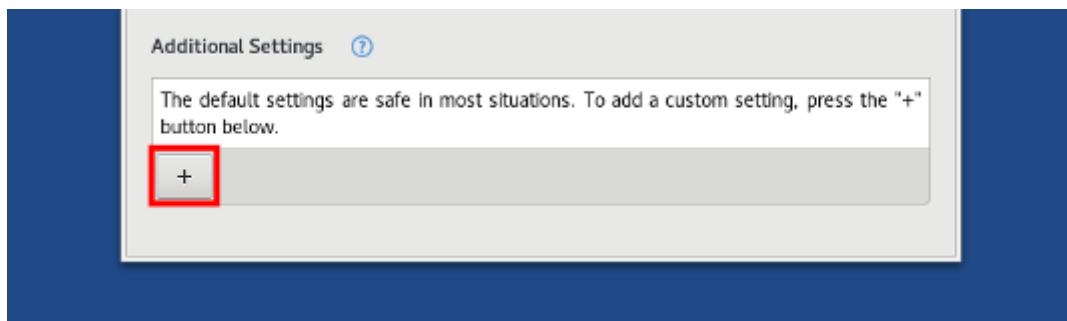 Additional Settings ?
The default settings are safe in most situations. To add a custom setting, press the "+"
button below.
+